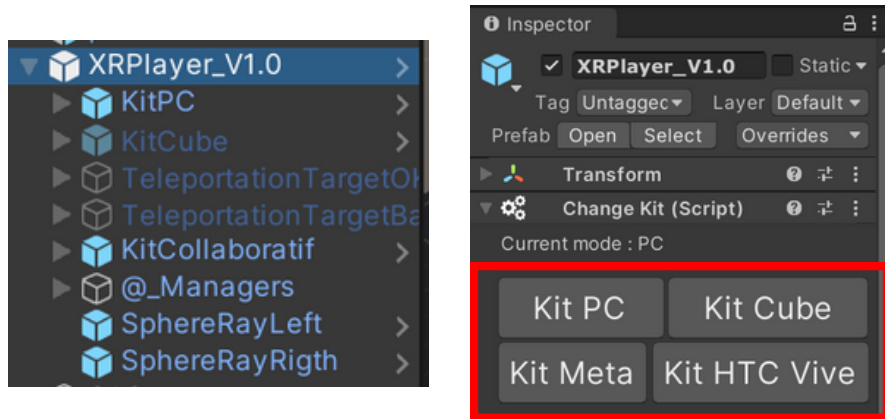 XRPlayer_V1.0
KitPC
KitCube
TeleportationTargetOK
TeleportationTargetBa
KitCollaboratif
@_Managers
SphereRayLeft
SphereRayRigth
Inspector
XRPlayer_V1.0 Static
Tag Untagged Layer Default
Prefab Open Select Overrides
Transform
Change Kit (Script)
Current mode : PC
Kit PC Kit Cube
Kit Meta Kit HTC Vive